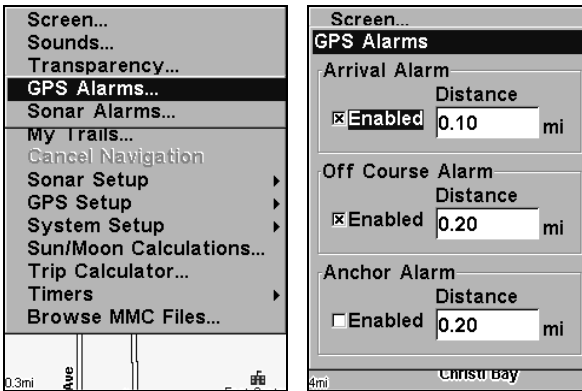 Screen...
Sounds...
Transparency...
GPS Alarms...
Sonar Alarms...
My Trails...
Cancel Navigation
Sonar Setup
GPS Setup
System Setup
Sun/Moon Calculations...
Trip Calculator...
Timers
Browse MMC Files...
Ave
0.3mi
Screen...
GPS Alarms
Arrival Alarm
Distance
Enabled 0.10 mi
Off Course Alarm
Distance
Enabled 0.20 mi
Anchor Alarm
Distance
Enabled 0.20 mi
4mi
Christi Bay